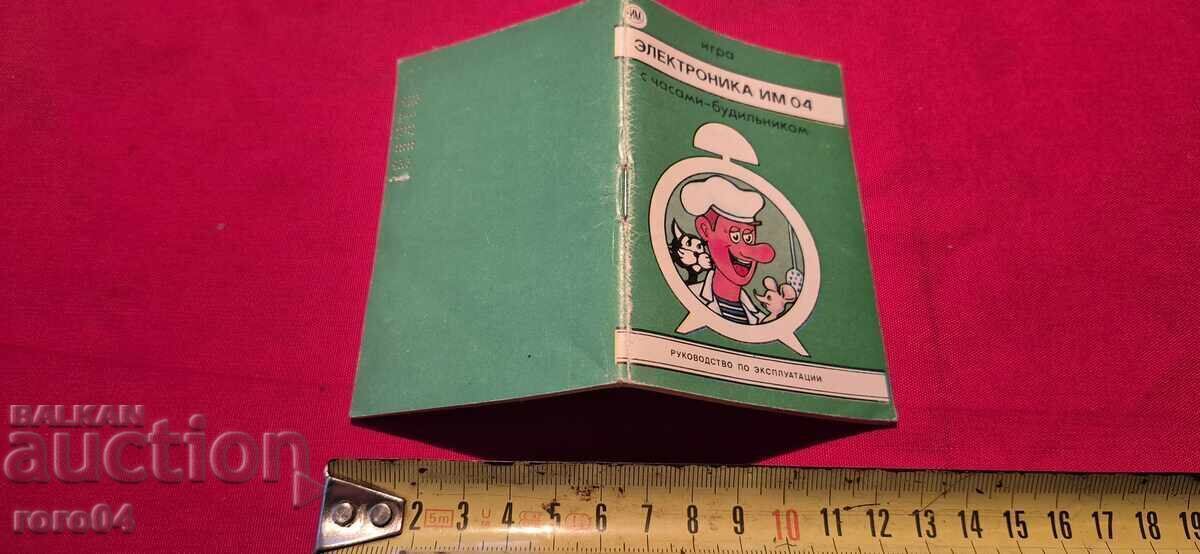 ИМ
игра
ЭЛЕКТРОНИКА ИМ 04
с часами-будильником
РУКОВОДСТВО ПО ЭКСПЛУАТАЦИИ
BALKAN
auction
roro04
2 5m 3 4 5 6 7 8 9 10 11 12 13 14 15 16 17 18 19